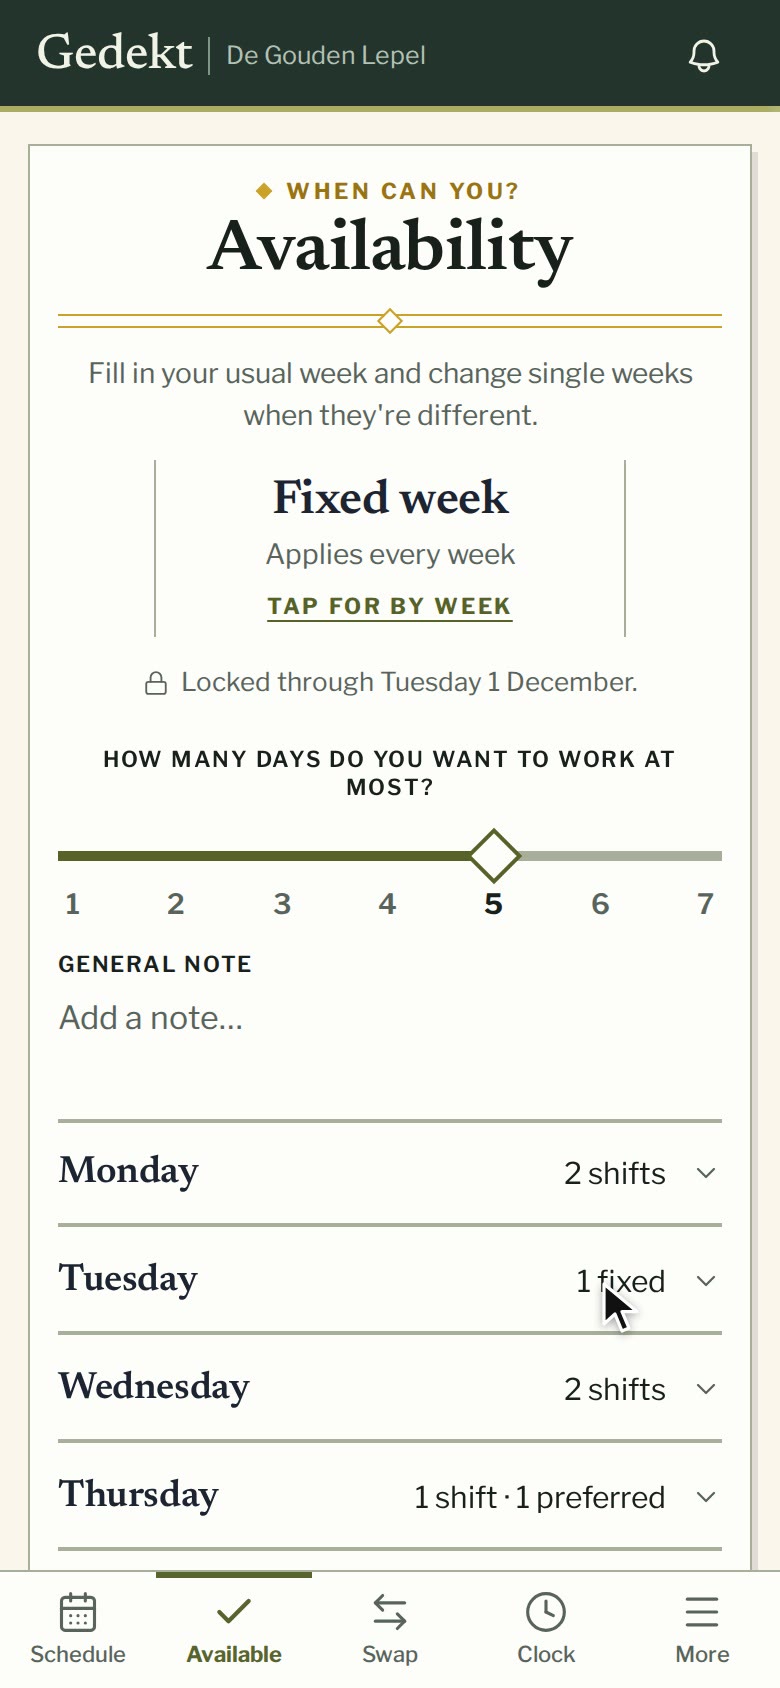 Gedekt De Gouden Lepel
WHEN CAN YOU?
Availability
Fill in your usual week and change single weeks
when they're different.
Fixed week
Applies every week
TAP FOR BY WEEK
Locked through Tuesday 1 December.
HOW MANY DAYS DO YOU WANT TO WORK AT
MOST?
1 2 3 4 5 6 7
GENERAL NOTE
Add a note...
Monday 2 shifts
Tuesday 1 fixed
Wednesday 2 shifts
Thursday 1 shift · 1 preferred
Schedule Available Swap Clock More